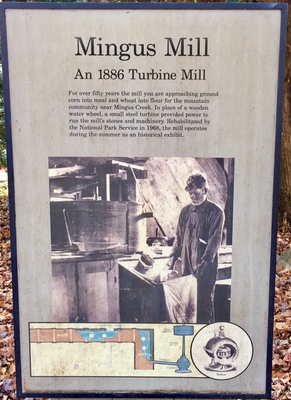 Mingus Mill
An 1886 Turbine Mill
For over fifty years the mill you are approaching ground
corn into meal and wheat into flour for the mountain
community near Mingus Creek. In place of a wooden
water wheel, a small steel turbine provided power to
run the mill's stones and machinery. Rehabilitated by
the National Park Service in 1968, the mill operates
during the summer as an historical exhibit.